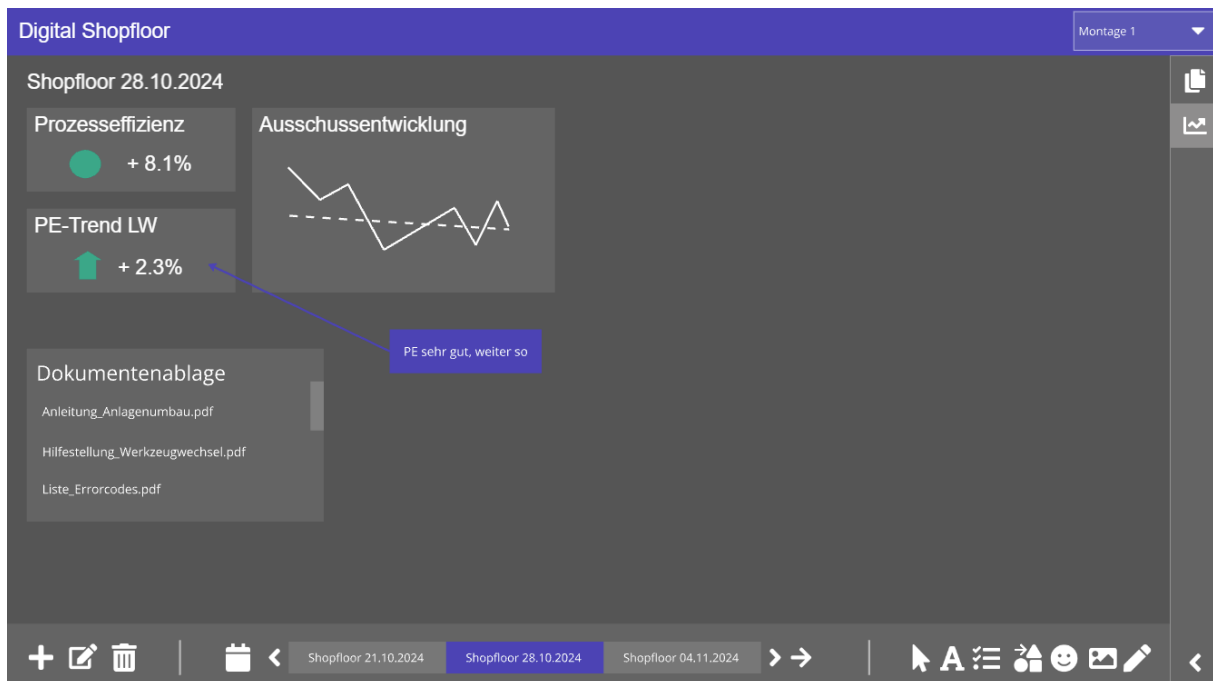 Digital Shopfloor
Montage 1
Shopfloor 28.10.2024
Prozesseffizienz
+ 8.1%
Ausschussentwicklung
PE-Trend LW
+ 2.3%
PE sehr gut, weiter so
Dokumentenablage
Anleitung_Anlagenumbau.pdf
Hilfestellung_Werkzeugwechsel.pdf
Liste_Errorcodes.pdf
Shopfloor 21.10.2024
Shopfloor 28.10.2024
Shopfloor 04.11.2024